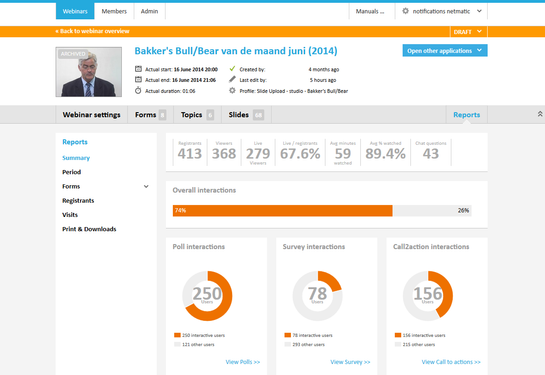 Webinars Members Admin Manuals ... notifications netmatic
« Back to webinar overview DRAFT
ARCHIVED
Bakker's Bull/Bear van de maand juni (2014)
Open other applications
Actual start: 16 June 2014 20:00 Created by: 4 months ago
Actual end: 16 June 2014 21:06 Last edit by: 5 hours ago
Actual duration: 01:06 Profile: Slide Upload - studio - Bakker's Bull/Bear
Webinar settings Forms Topics Slides Reports
Reports
Summary
Period
Forms
Registrants
Visits
Print & Downloads
Registrants Viewers Live Live / registrants Avg minutes Avg % watched Chat questions
413 368 279 67.6% 59 89.4% 43
Viewers watched
Overall interactions
74% 26%
Poll interactions Survey interactions Call2action interactions
250 78 156
Users Users Users
250 interactive users 78 interactive users 156 interactive users
121 other users 293 other users 215 other users
View Polls >> View Survey >> View Call to actions >>